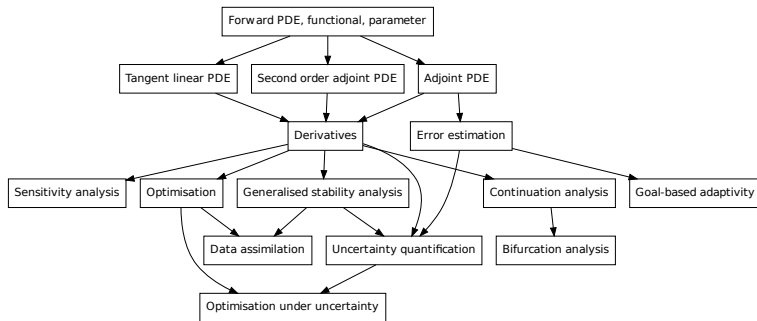 Forward PDE, functional, parameter
Tangent linear PDE
Second order adjoint PDE
Adjoint PDE
Derivatives
Error estimation
Sensitivity analysis
Optimisation
Generalised stability analysis
Continuation analysis
Goal-based adaptivity
Data assimilation
Uncertainty quantification
Bifurcation analysis
Optimisation under uncertainty